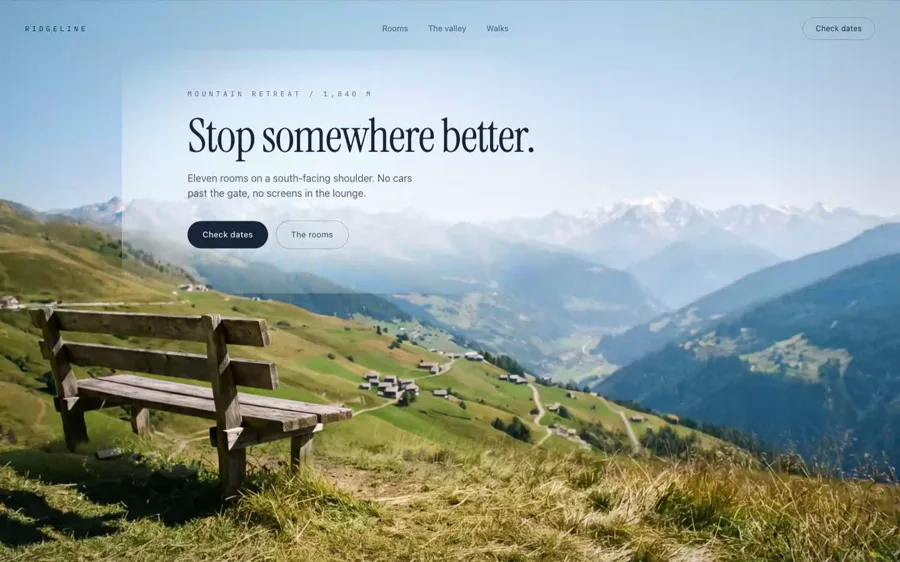 RIDGELINE
Rooms
The valley
Walks
Check dates
MOUNTAIN RETREAT / 1,840 M
Stop somewhere better.
Eleven rooms on a south-facing shoulder. No cars
past the gate, no screens in the lounge.
Check dates
The rooms